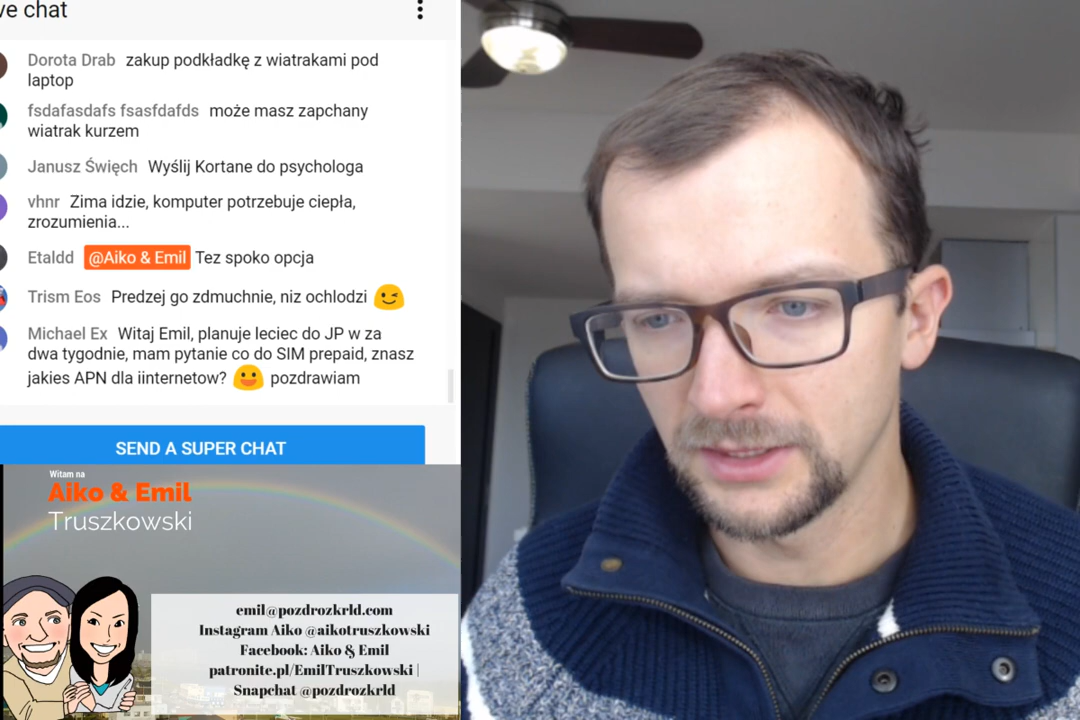 ve chat
Dorota Drab zakup podkładkę z wiatrakami pod
laptop
fsdafasdafs fsasfdafds może masz zapchany
wiatrak kurzem
Janusz Święch Wyślij Kortane do psychologa
vhnr Zima idzie, komputer potrzebuje ciepła,
zrozumienia...
Etaldd @Aiko & Emil Tez spoko opcja
Trism Eos Predzej go zdmuchnie, niz ochlodzi 😉
Michael Ex Witaj Emil, planuje leciec do JP w za
dwa tygodnie, mam pytanie co do SIM prepaid, znasz
jakies APN dla iinternetow? 😃 pozdrawiam
SEND A SUPER CHAT
Witam na
Aiko & Emil
Truszkowski
emil@pozdrozkrld.com
Instagram Aiko @aikotruszkowski
Facebook: Aiko & Emil
patronite.pl/EmilTruszkowski |
Snapchat @pozdrozkrld